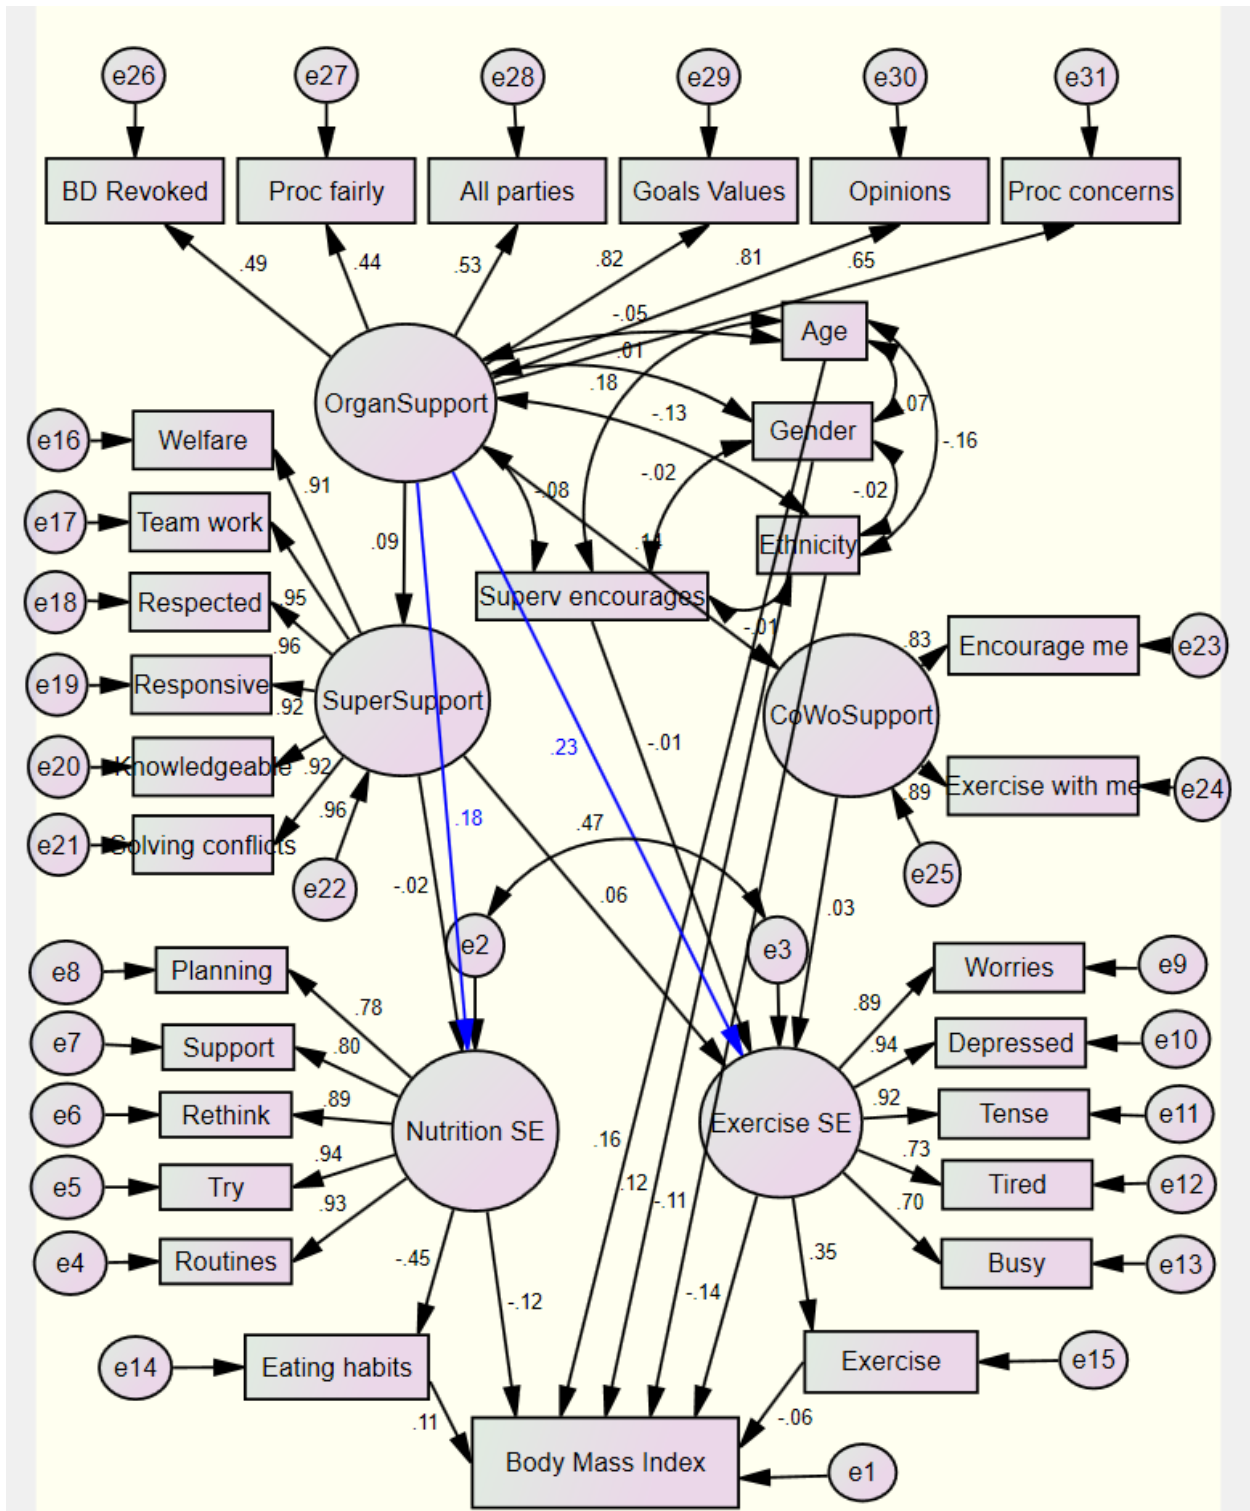 e26 e27 e28 e29 e30 e31
BD Revoked Proc fairly All parties Goals Values Opinions Proc concerns
.49 .44 .53 .82 .81 .65
-.05
Age
.01
.18
OrganSupport
-.13 .07
Gender
e16 Welfare -.16
.91 -.08 -.02 -.02
e17 Team work
.09 .14 Ethnicity
e18 Respected .95 Superv encourages
-.01
.96 .83 Encourage me e23
e19 Responsive
.92 SuperSupport CoWoSupport
.23 -.01
e20 Knowledgeable .92 .89 Exercise with me e24
.96 .18 .47
e21 Solving conflicts
e22 -.02 .06 .03 e25
e2 e3
e8 Planning Worries e9
.78 .89
e7 Support .80 .94 Depressed e10
e6 Rethink .89 .92 Tense e11
Nutrition SE Exercise SE
.94 .16 .73
e5 Try .12 -.11 Tired e12
.93 .70
e4 Routines -.45 .35 Busy e13
-.12 -.14
e14 Eating habits Exercise e15
.11 -.06
Body Mass Index e1